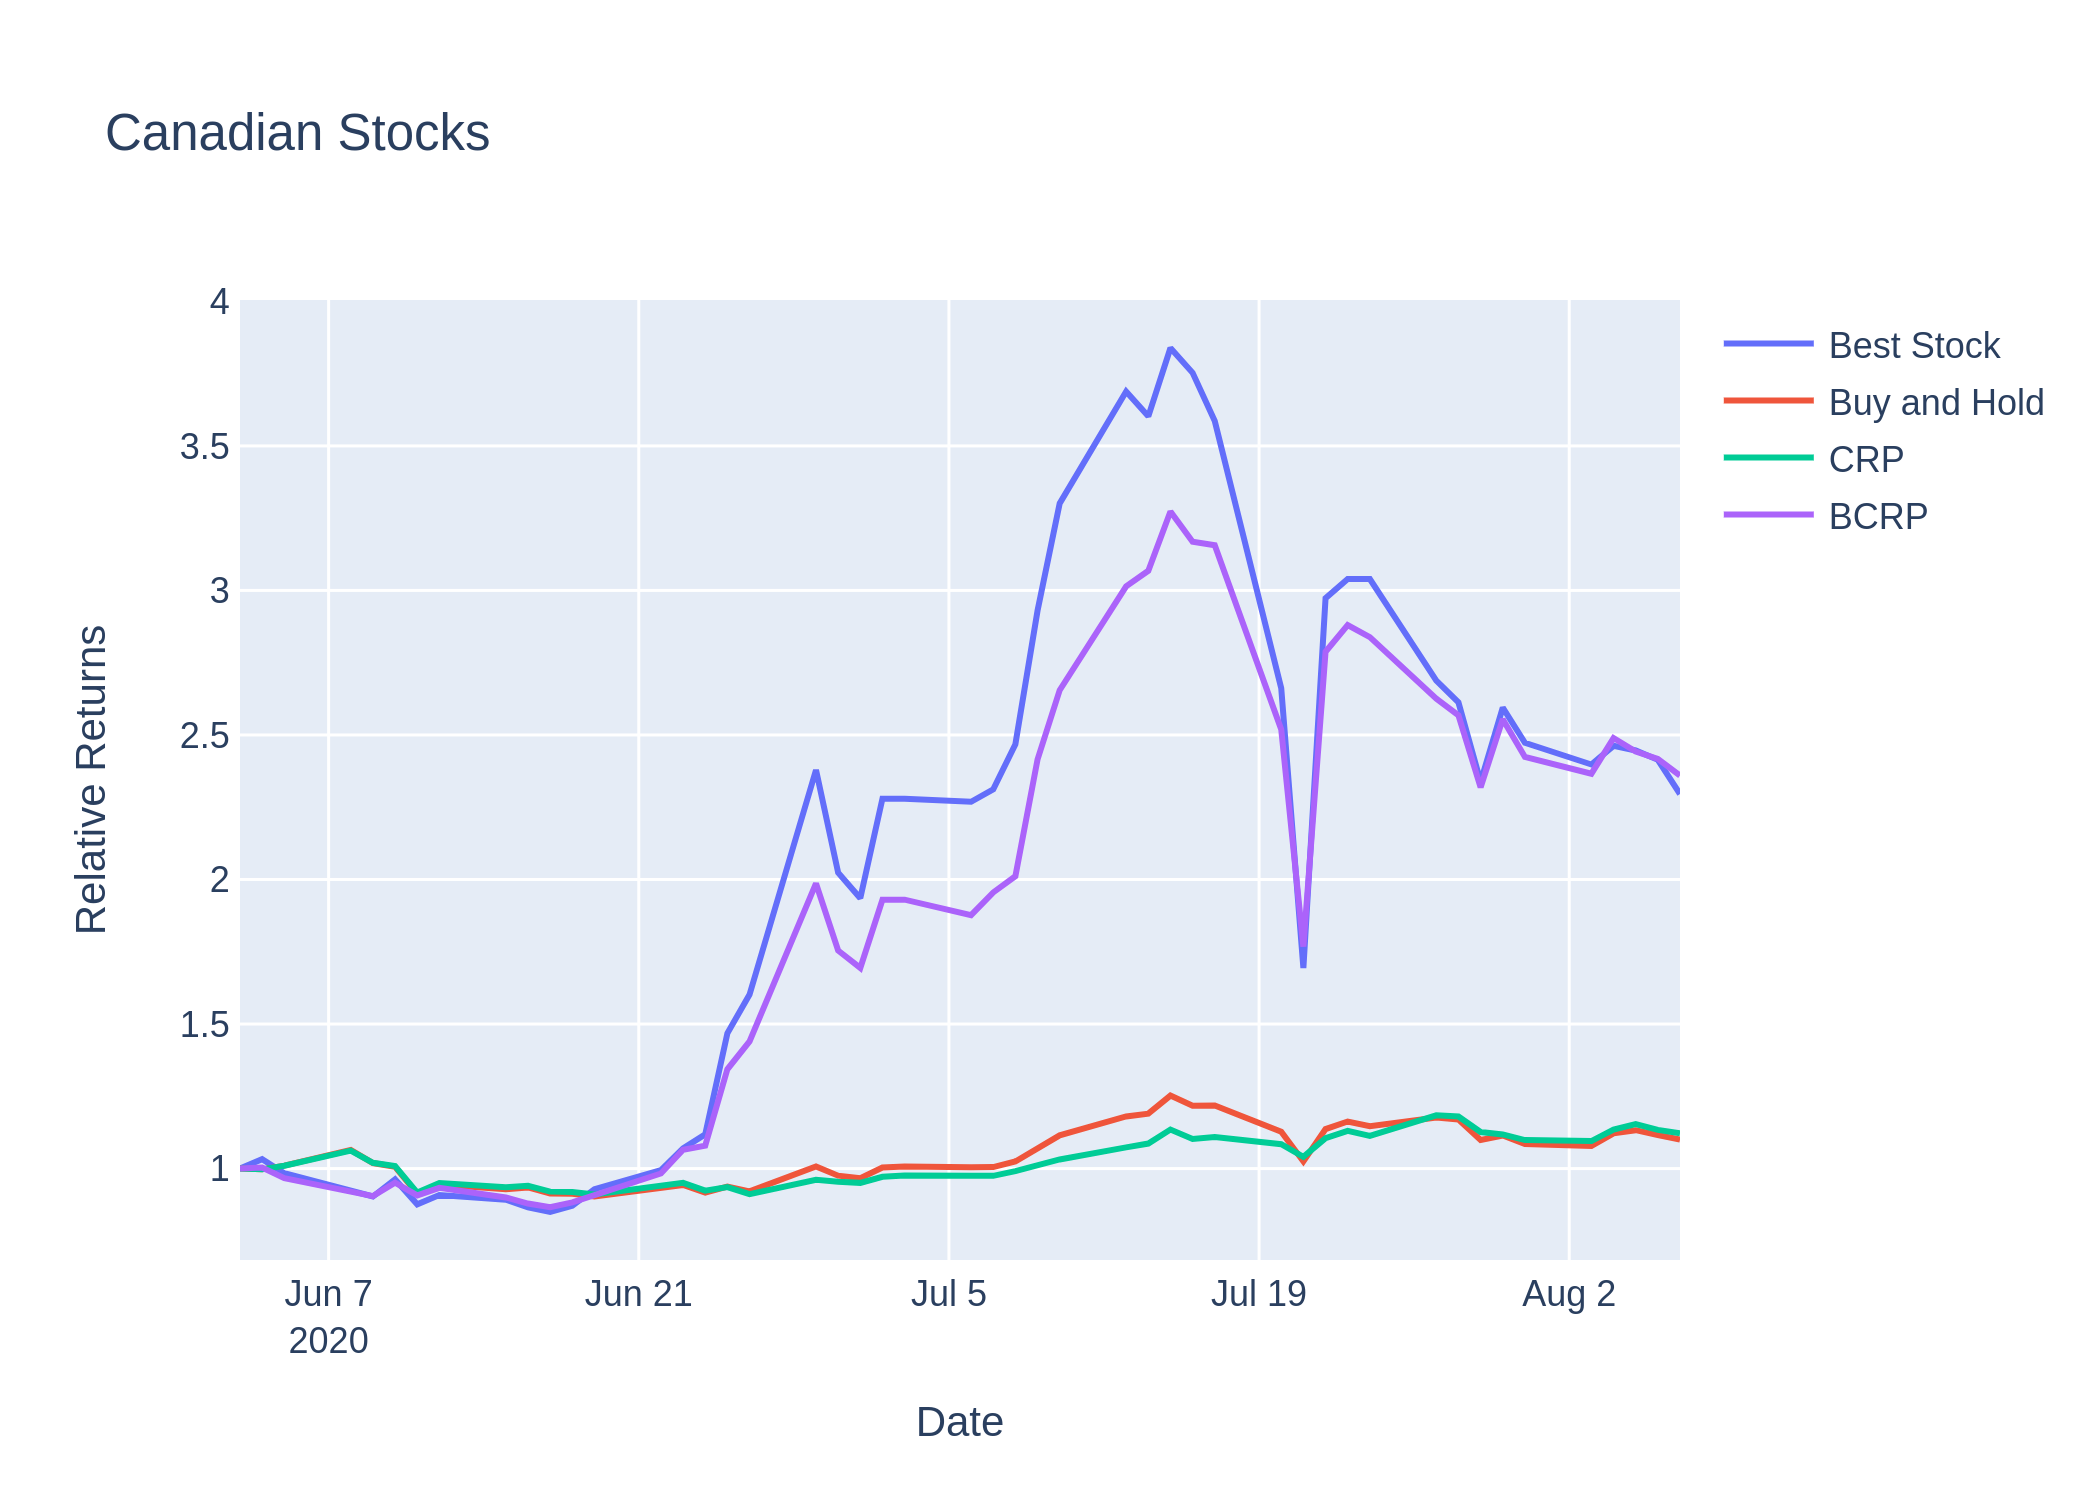 Canadian Stocks
4
3.5
3
2.5
2
1.5
1
Relative Returns
Jun 7
2020
Jun 21
Jul 5
Jul 19
Aug 2
Date
Best Stock
Buy and Hold
CRP
BCRP